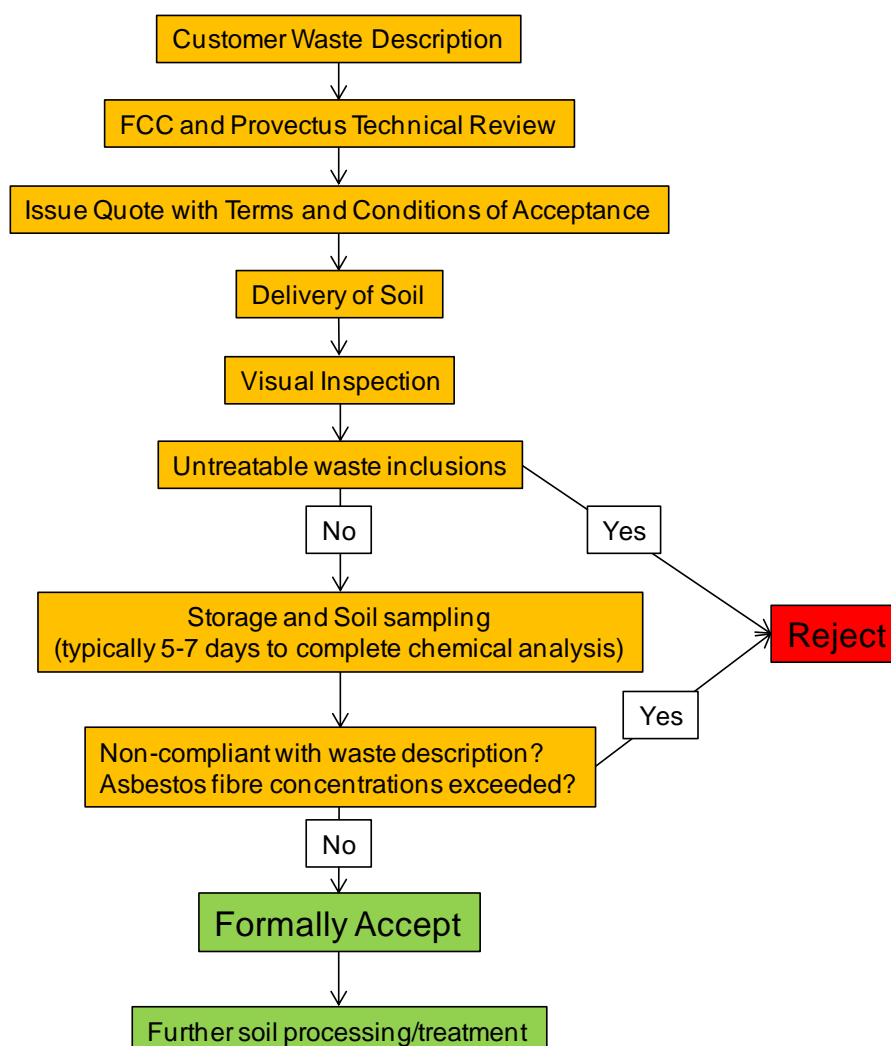 Customer Waste Description
FCC and Provectus Technical Review
Issue Quote with Terms and Conditions of Acceptance
Delivery of Soil
Visual Inspection
Untreatable waste inclusions
No
Yes
Storage and Soil sampling
(typically 5-7 days to complete chemical analysis)
Reject
Yes
Non-compliant with waste description?
Asbestos fibre concentrations exceeded?
No
Formally Accept
Further soil processing/treatment